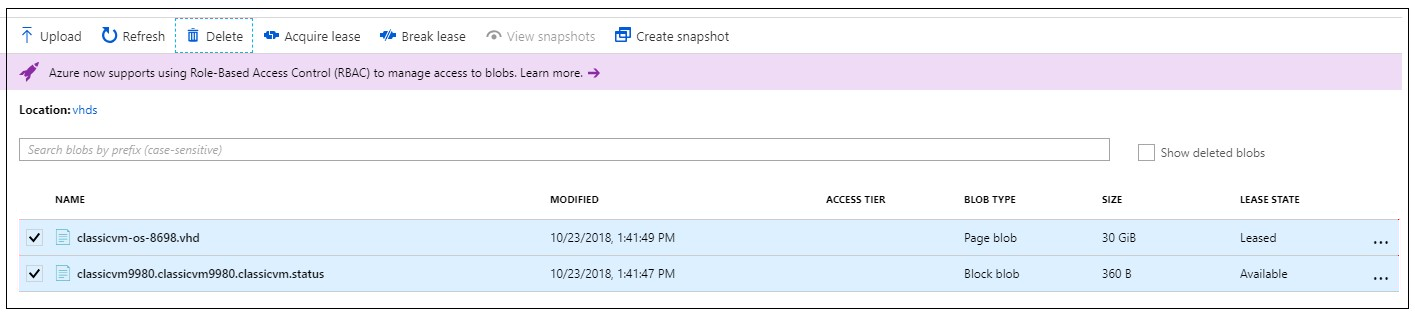 Upload Refresh Delete Acquire lease Break lease View snapshots Create snapshot
Azure now supports using Role-Based Access Control (RBAC) to manage access to blobs. Learn more. →
Location: vhds
Search blobs by prefix (case-sensitive) Show deleted blobs
NAME MODIFIED ACCESS TIER BLOB TYPE SIZE LEASE STATE
classicvm-os-8698.vhd 10/23/2018, 1:41:49 PM Page blob 30 GiB Leased ...
classicvm9980.classicvm9980.classicvm.status 10/23/2018, 1:41:47 PM Block blob 360 B Available ...